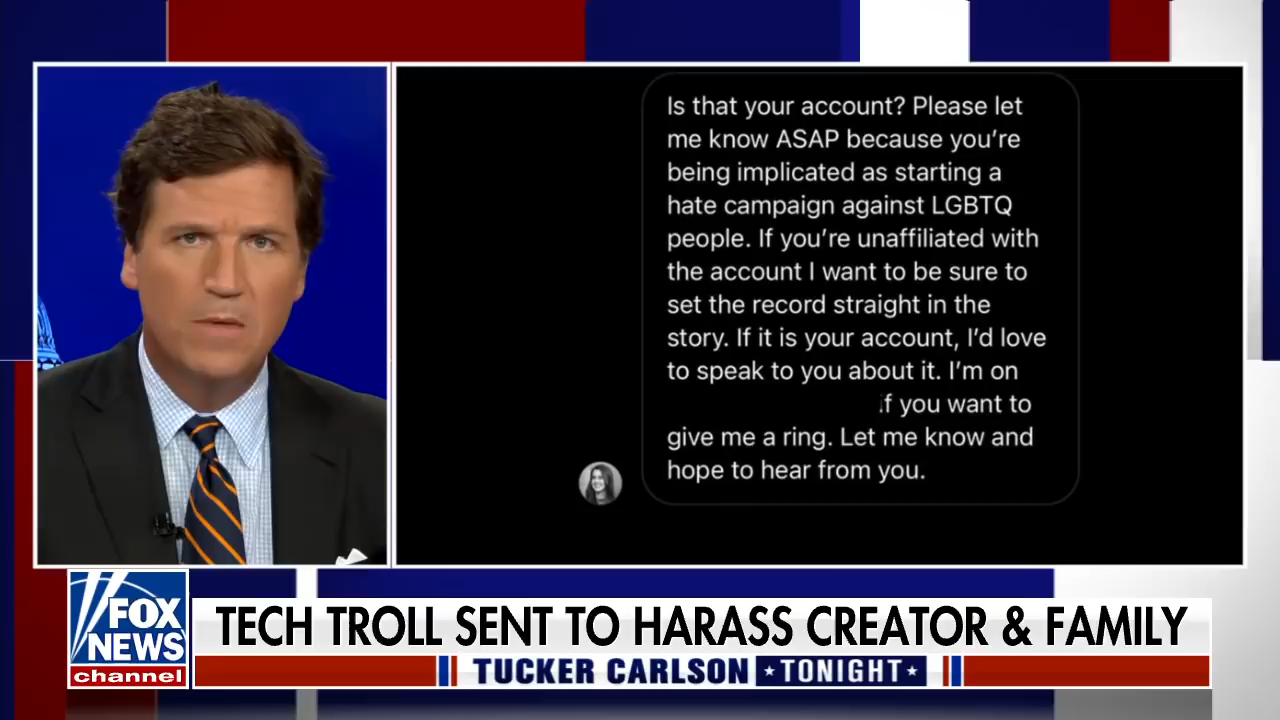 Is that your account? Please let
me know ASAP because you're
being implicated as starting a
hate campaign against LGBTQ
people. If you're unaffiliated with
the account I want to be sure to
set the record straight in the
story. If it is your account, I'd love
to speak to you about it. I'm on
if you want to
give me a ring. Let me know and
hope to hear from you.
FOX
NEWS
channel
TECH TROLL SENT TO HARASS CREATOR & FAMILY
TUCKER CARLSON TONIGHT